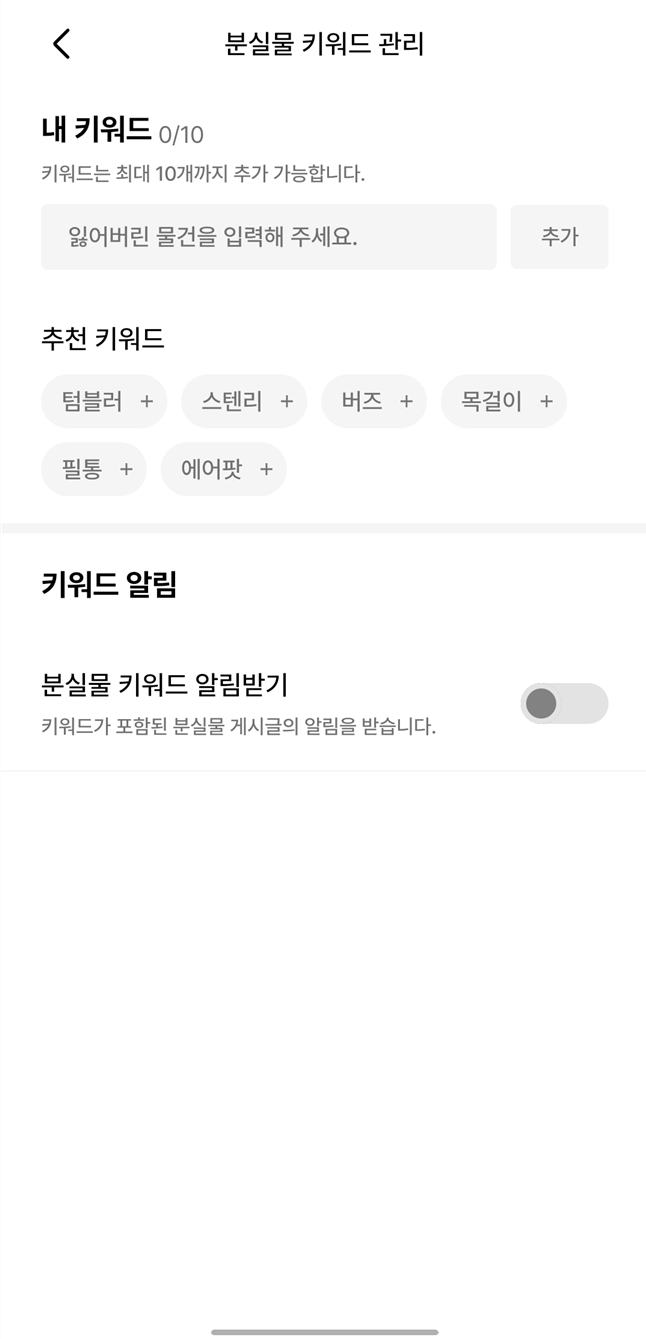 분실물 키워드 관리
내 키워드 0/10
키워드는 최대 10개까지 추가 가능합니다.
잃어버린 물건을 입력해 주세요. 추가
추천 키워드
텀블러 + 스텐리 + 버즈 + 목걸이 +
필통 + 에어팟 +
키워드 알림
분실물 키워드 알림받기
키워드가 포함된 분실물 게시글의 알림을 받습니다.